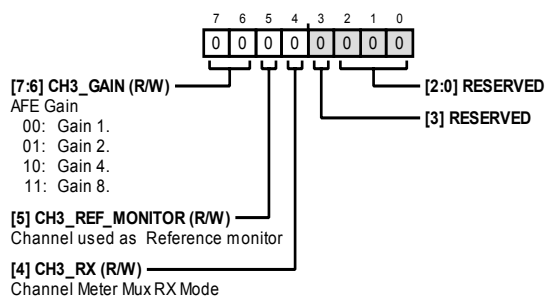 7 6 5 4 3 2 1 0
0 0 0 0 0 0 0 0
[7:6] CH3_GAIN (R/W)
AFE Gain
00: Gain 1.
01: Gain 2.
10: Gain 4.
11: Gain 8.
[5] CH3_REF_MONITOR (R/W)
Channel used as Reference monitor
[4] CH3_RX (R/W)
Channel Meter Mux RX Mode
[2:0] RESERVED
[3] RESERVED